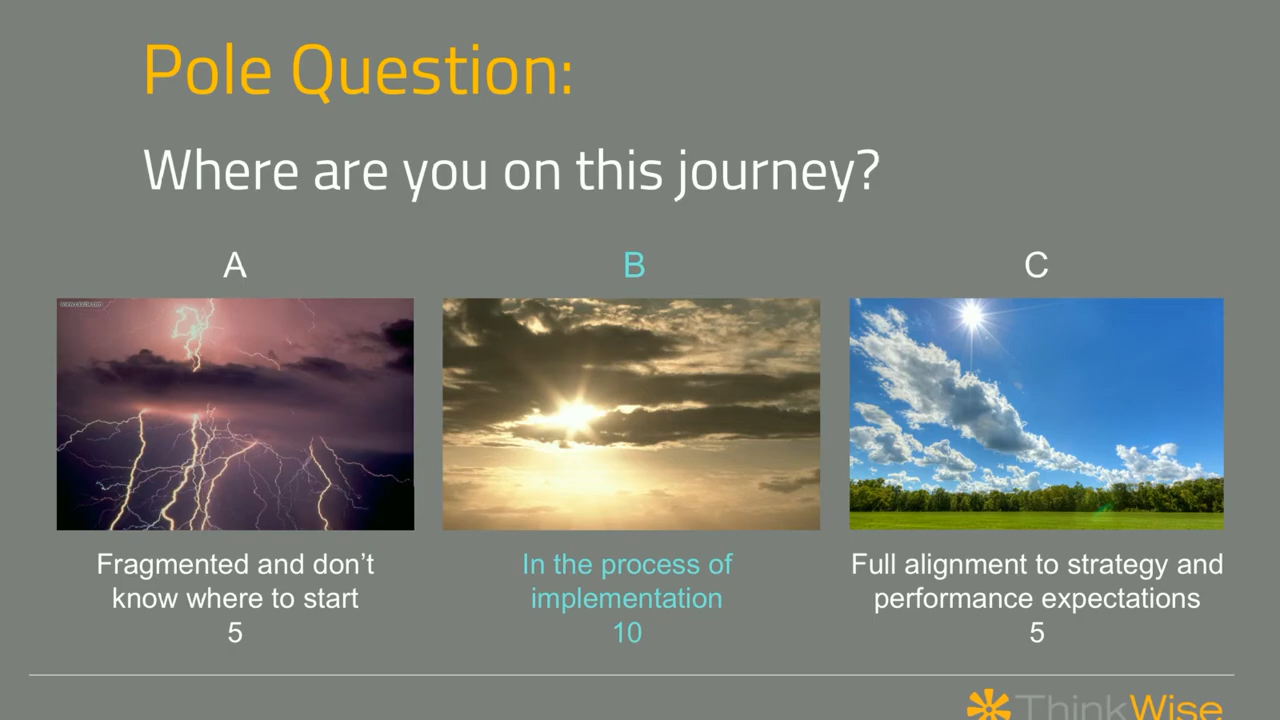 Pole Question:
Where are you on this journey?
A
B
C
Fragmented and don't
know where to start
5
In the process of
implementation
10
Full alignment to strategy and
performance expectations
5
ThinkWise